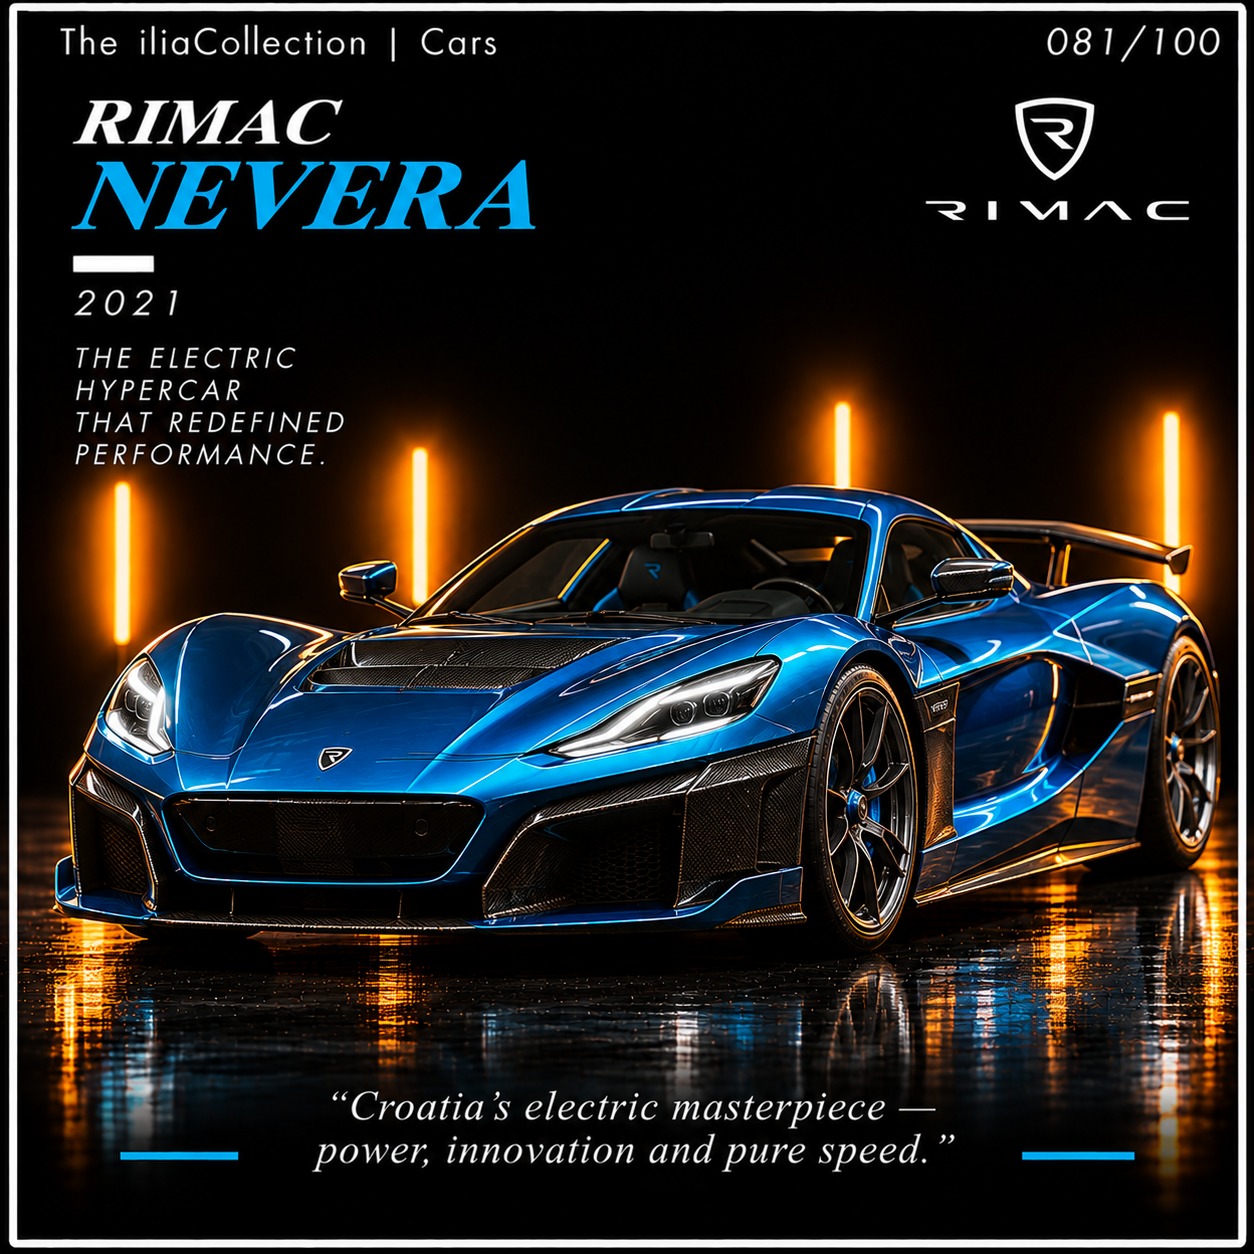 The iliaCollection | Cars
081/100
RIMAC
NEVERA
RIMAC
2021
THE ELECTRIC
HYPERCAR
THAT REDEFINED
PERFORMANCE.
“Croatia’s electric masterpiece —
power, innovation and pure speed.”